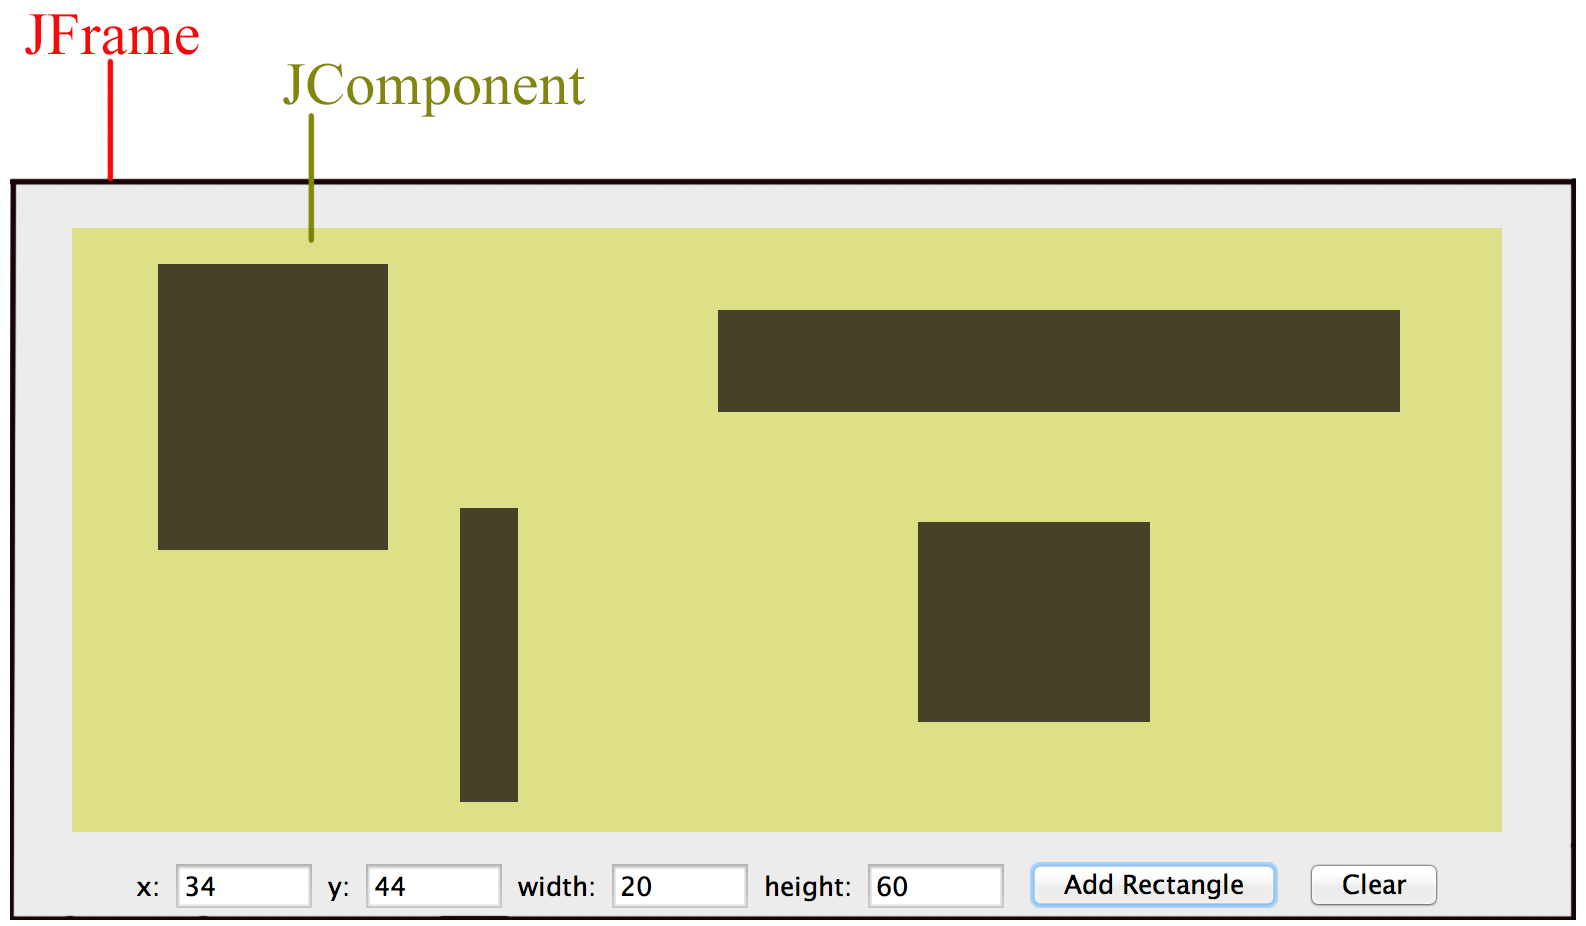 JFrame
JComponent
x: 34 y: 44 width: 20 height: 60 Add Rectangle Clear